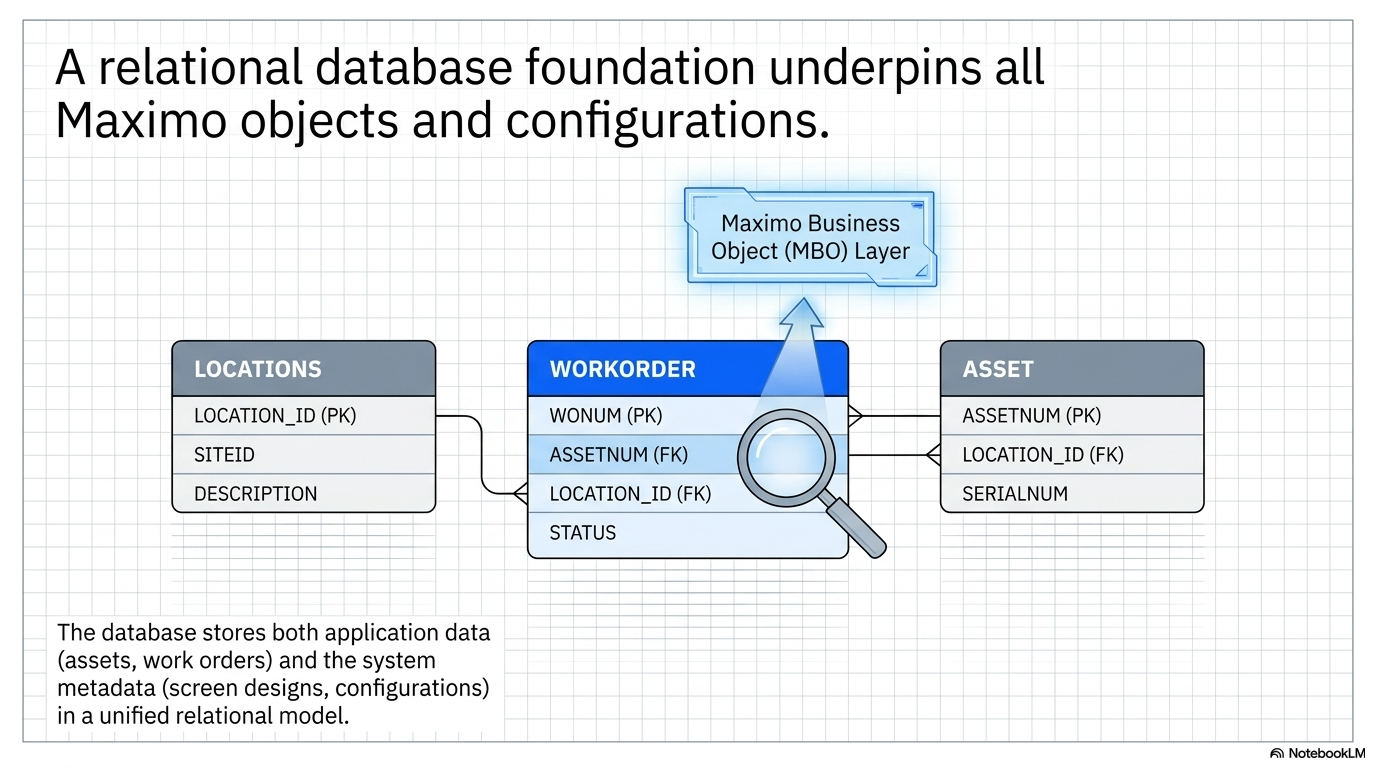 A relational database foundation underpins all
Maximo objects and configurations.
Maximo Business
Object (MBO) Layer
LOCATIONS
LOCATION_ID (PK)
SITEID
DESCRIPTION
WORKORDER
WONUM (PK)
ASSETNUM (FK)
LOCATION_ID (FK)
STATUS
ASSET
ASSETNUM (PK)
LOCATION_ID (FK)
SERIALNUM
The database stores both application data
(assets, work orders) and the system
metadata (screen designs, configurations)
in a unified relational model.
NotebookLM